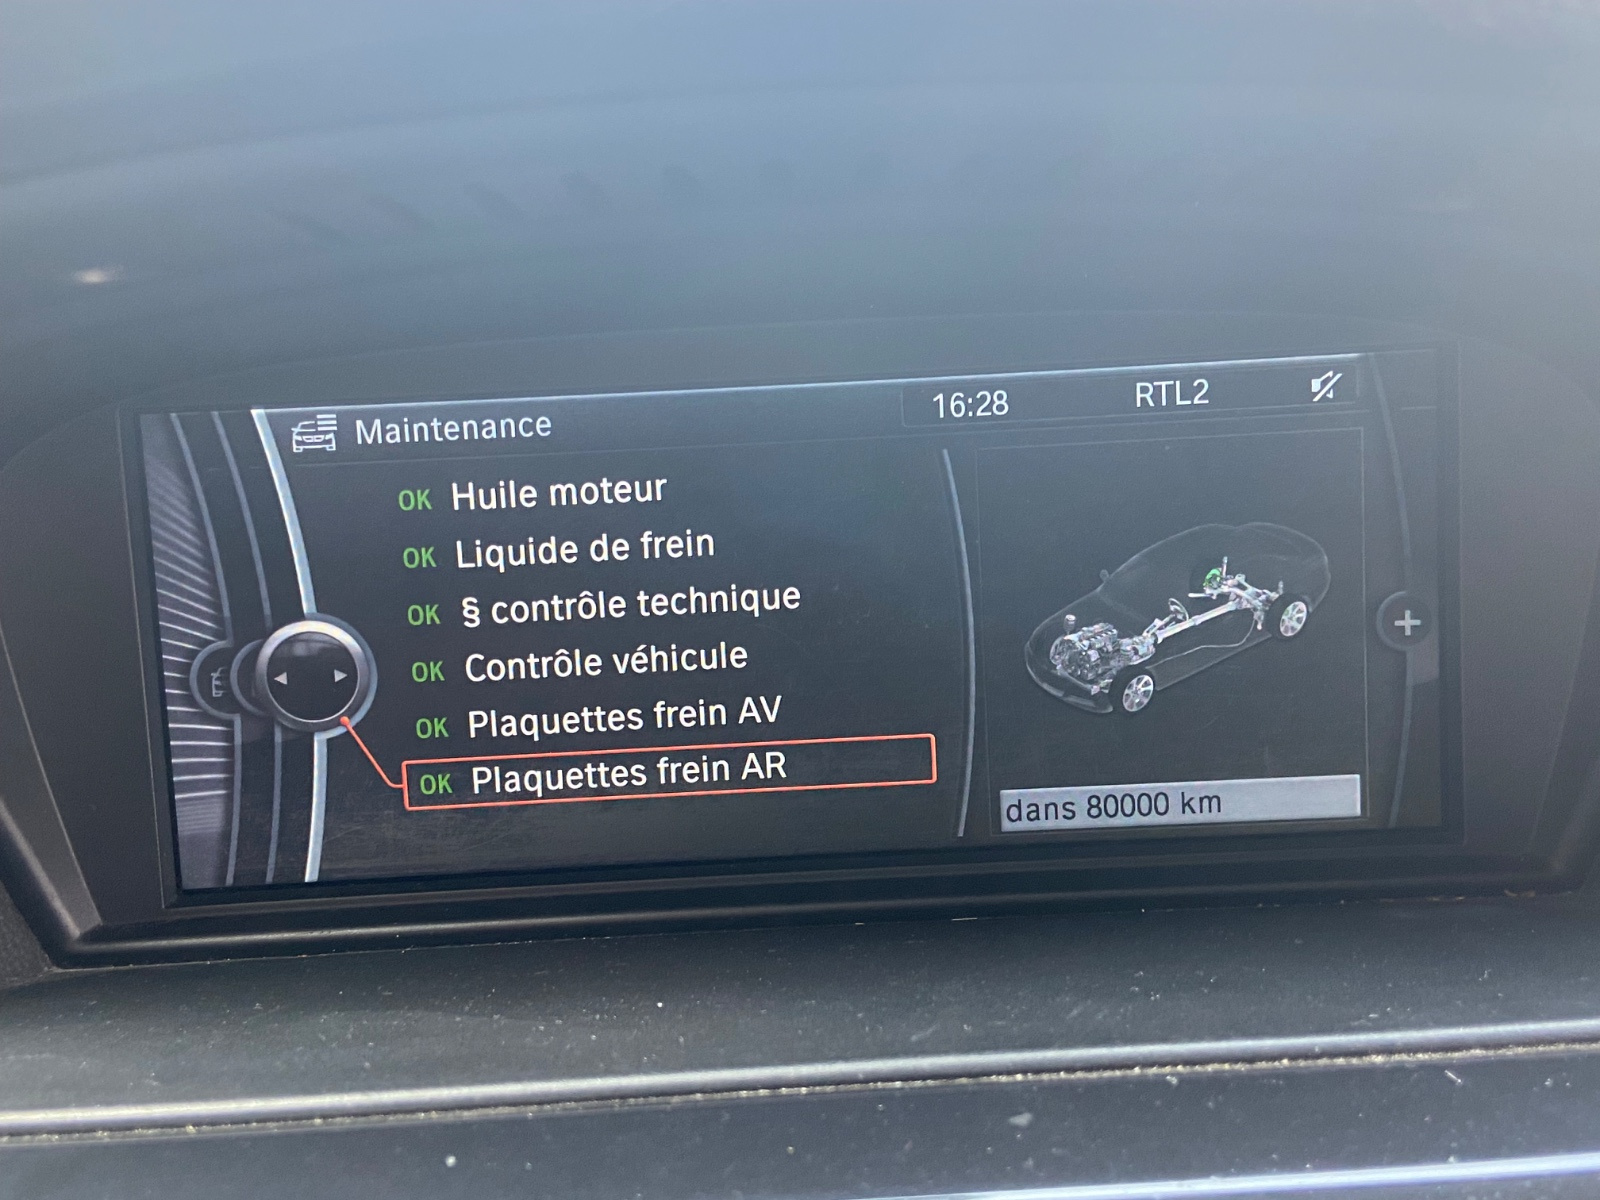 Maintenance
16:28
RTL2
OK Huile moteur
OK Liquide de frein
OK § contrôle technique
OK Contrôle véhicule
OK Plaquettes frein AV
OK Plaquettes frein AR
dans 80000 km